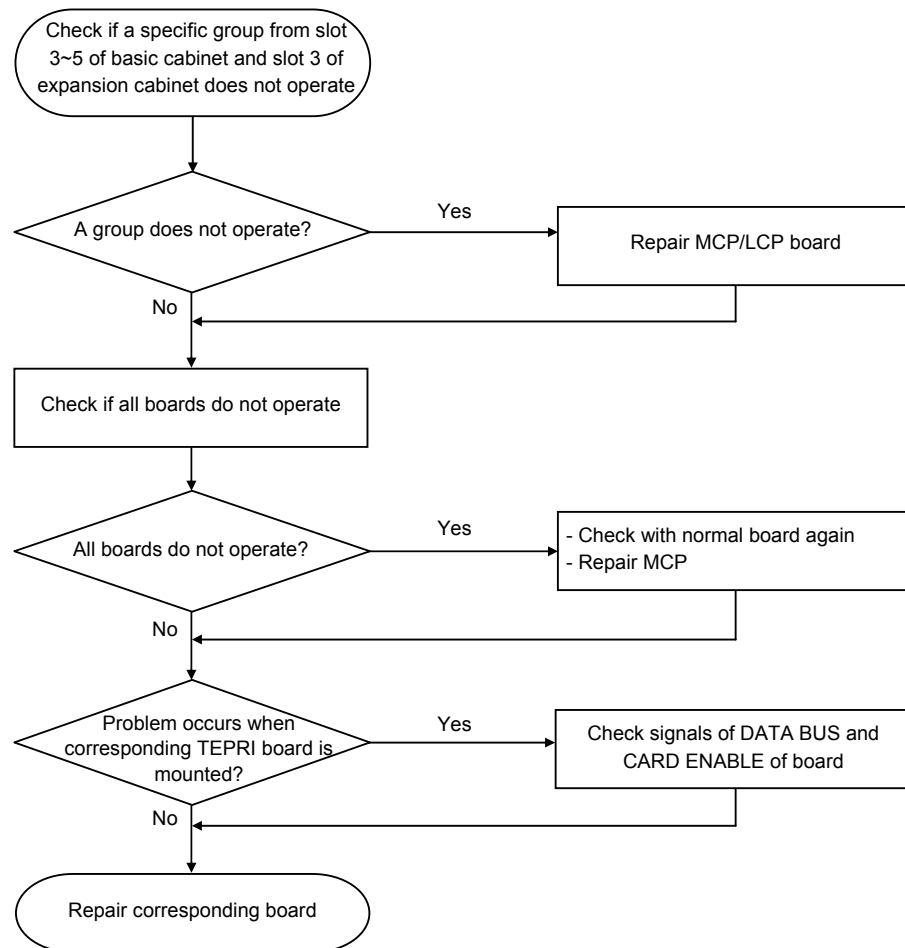 Check if a specific group from slot
3~5 of basic cabinet and slot 3 of
expansion cabinet does not operate
A group does not operate?
Yes
Repair MCP/LCP board
No
Check if all boards do not operate
All boards do not operate?
Yes
- Check with normal board again
- Repair MCP
No
Problem occurs when
corresponding TEPRI board is
mounted?
Yes
Check signals of DATA BUS and
CARD ENABLE of board
No
Repair corresponding board